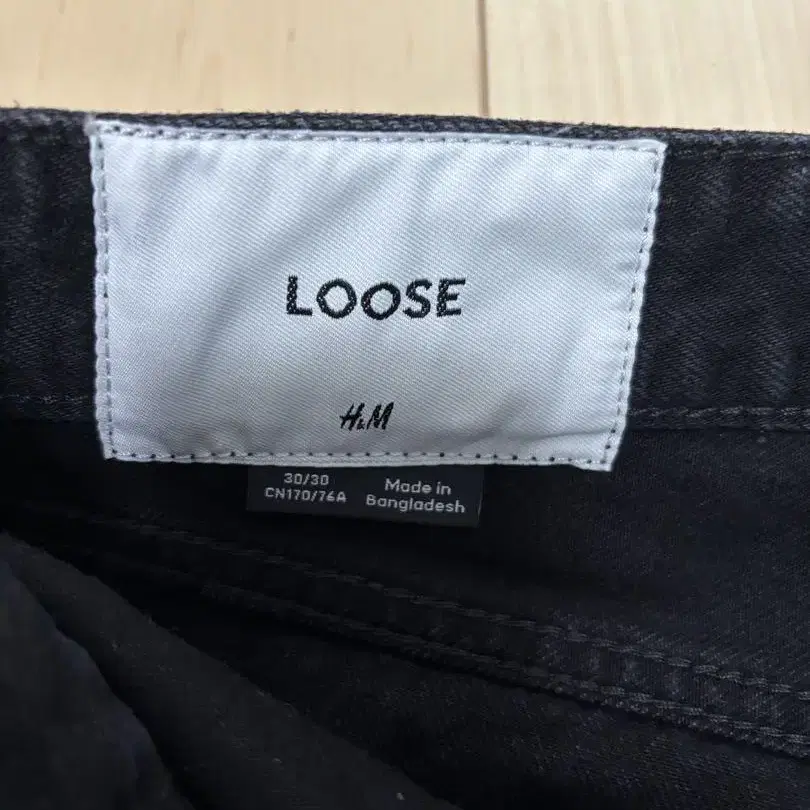 LOOSE
H&M
30/30
CN170/76A
Made in
Bangladesh